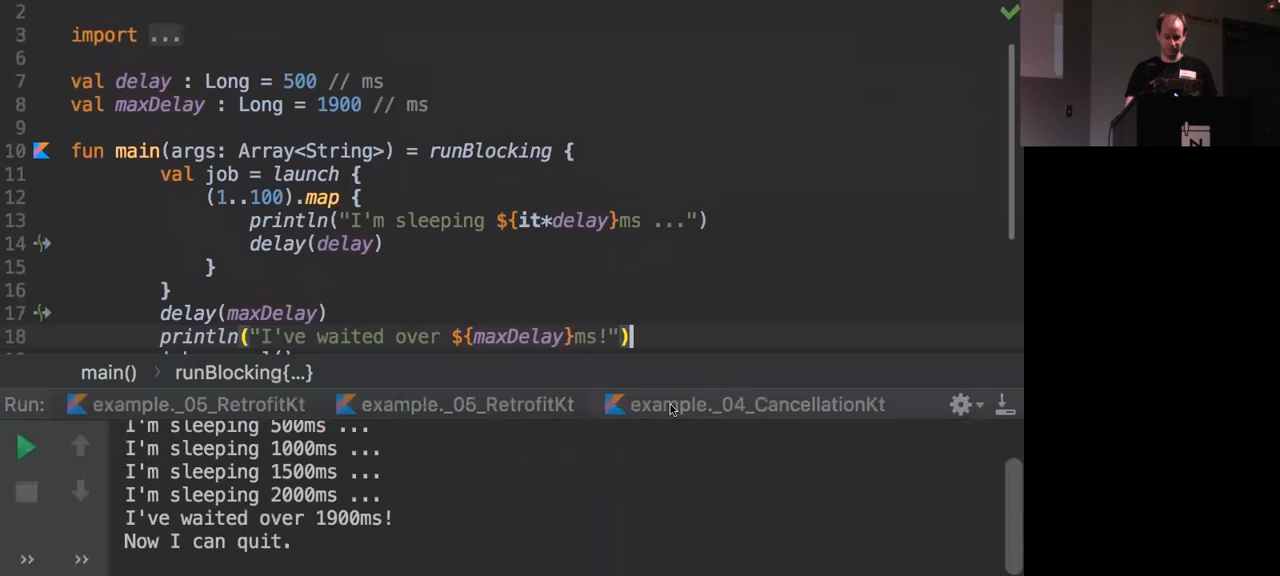 2
3 import ...
6
7 val delay : Long = 500 // ms
8 val maxDelay : Long = 1900 // ms
9
10 fun main(args: Array<String>) = runBlocking {
11 val job = launch {
12 (1..100).map {
13 println("I'm sleeping ${it*delay}ms ...")
14 delay(delay)
15 }
16 }
17 delay(maxDelay)
18 println("I've waited over ${maxDelay}ms!")
main() › runBlocking{...}
Run: example._05_RetrofitKt example._05_RetrofitKt example._04_CancellationKt
I'm sleeping 500ms ...
I'm sleeping 1000ms ...
I'm sleeping 1500ms ...
I'm sleeping 2000ms ...
I've waited over 1900ms!
Now I can quit.